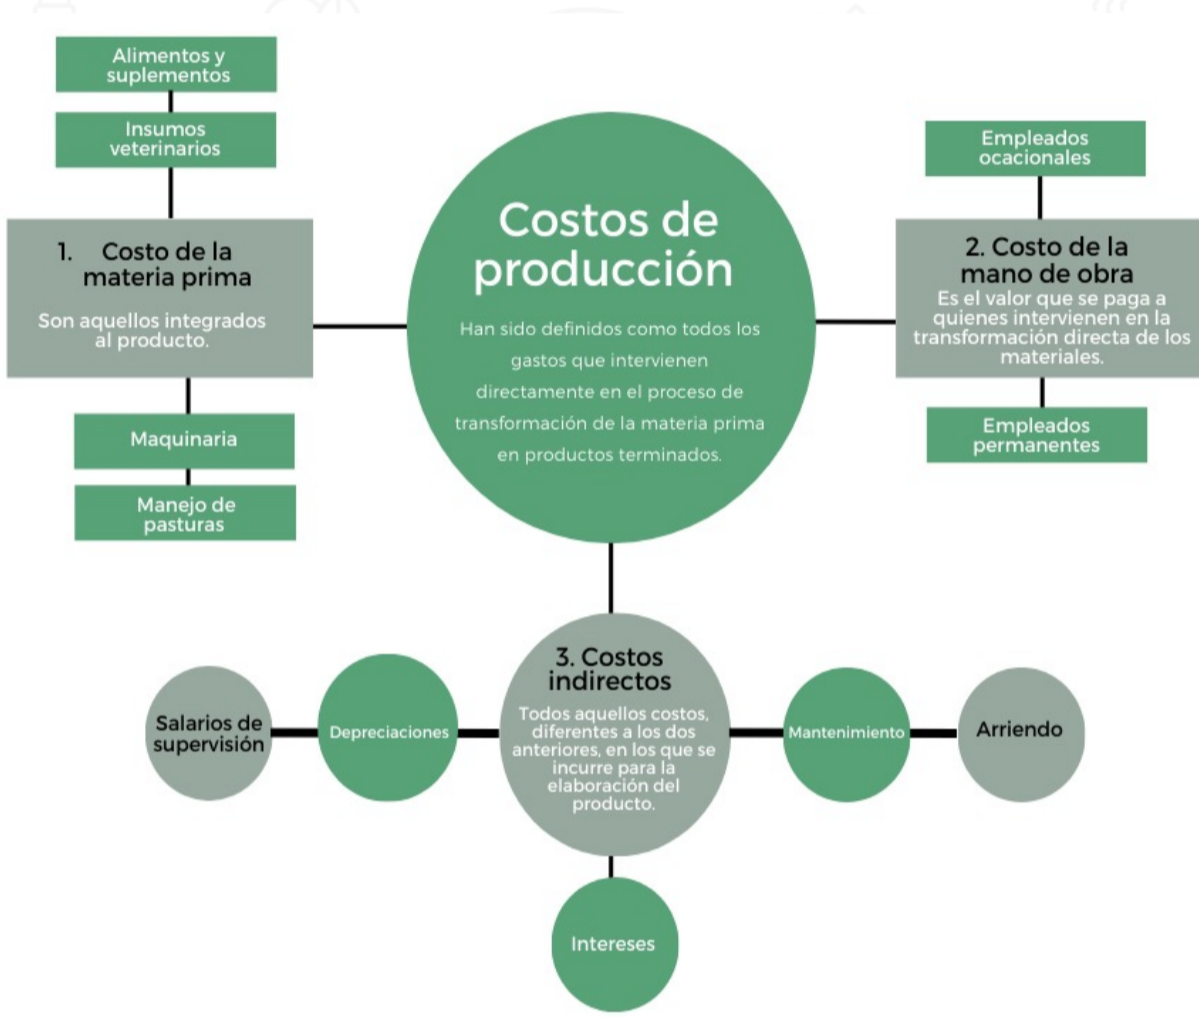 Alimentos y
suplementos
Insumos
veterinarios
1. Costo de la
materia prima
Son aquellos integrados
al producto.
Maquinaria
Manejo de
pasturas
Costos de
producción
Han sido definidos como todos los
gastos que intervienen
directamente en el proceso de
transformación de la materia prima
en productos terminados.
Empleados
ocacionales
2. Costo de la
mano de obra
Es el valor que se paga a
quienes intervienen en la
transformación directa de los
materiales.
Empleados
permanentes
3. Costos
indirectos
Todos aquellos costos,
diferentes a los dos
anteriores, en los que se
incurre para la
elaboración del
producto.
Salarios de
supervisión
Depreciaciones
Mantenimiento
Arriendo
Intereses